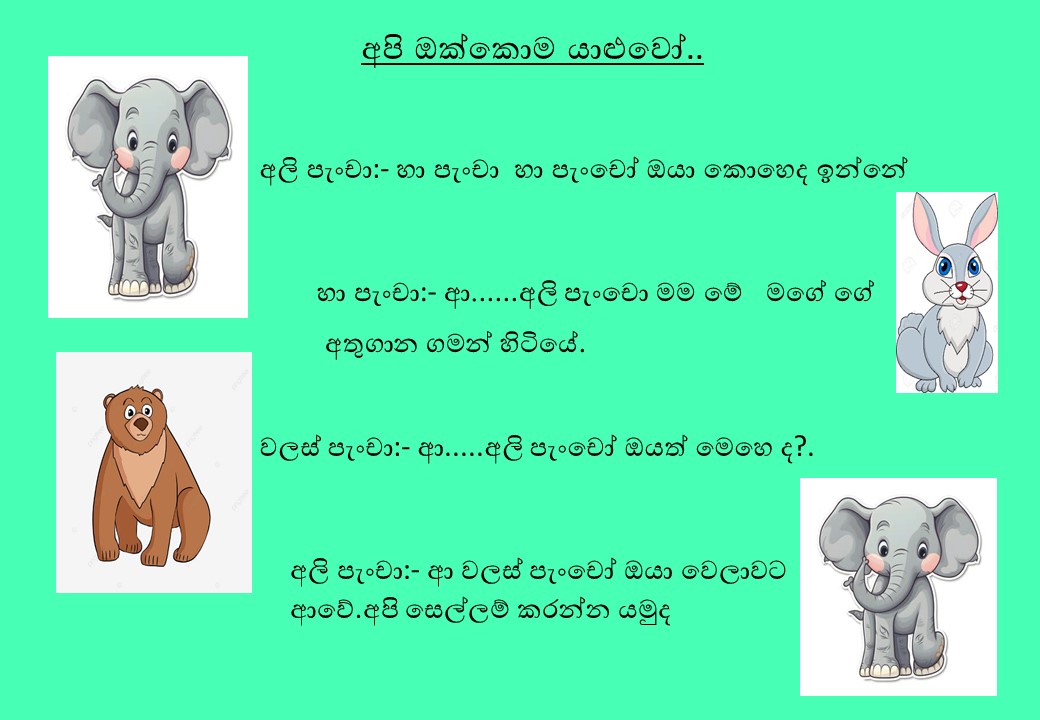 අපි ඔක්කොම යාළුවෝ..
අලි පැංචා:- හා පැංචා හා පැංචෝ ඔයා කොහෙද ඉන්නේ
හා පැංචා:- ආ......අලි පැංචො මම මේ මගේ ගේ
අතුගාන ගමන් හිටියේ.
වලස් පැංචා:- ආ.....අලි පැංචෝ ඔයත් මෙහෙ ද?.
අලි පැංචා:- ආ වලස් පැංචෝ ඔයා වෙලාවට
ආවේ.අපි සෙල්ලම් කරන්න යමුද